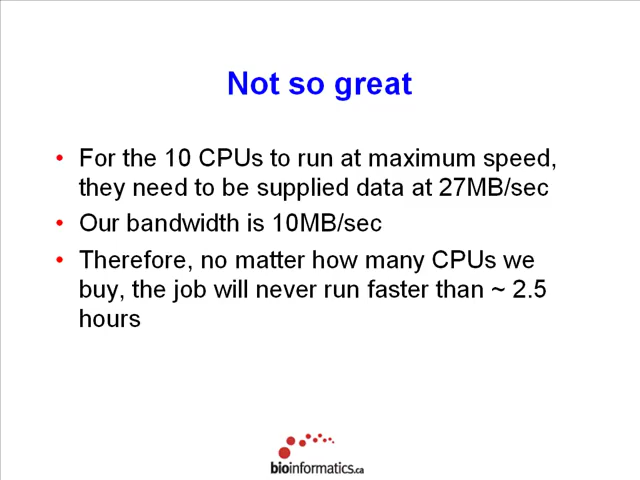 Not so great
• For the 10 CPUs to run at maximum speed,
they need to be supplied data at 27MB/sec
• Our bandwidth is 10MB/sec
• Therefore, no matter how many CPUs we
buy, the job will never run faster than ~ 2.5
hours
bioinformatics.ca